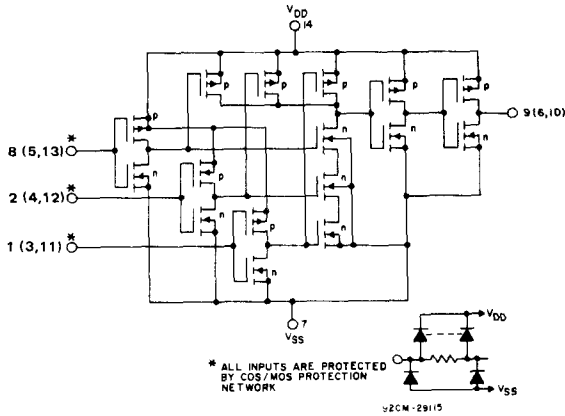 VDD
14
p
p
p
p
p
p
9(6,10)
*
8 (5,13)
n
n
n
n
p
*
2 (4,12)
n
n
p
*
1 (3,11)
n
n
7
VSS
* ALL INPUTS ARE PROTECTED
BY COS/MOS PROTECTION
NETWORK
VDD
VSS
92CM-29115